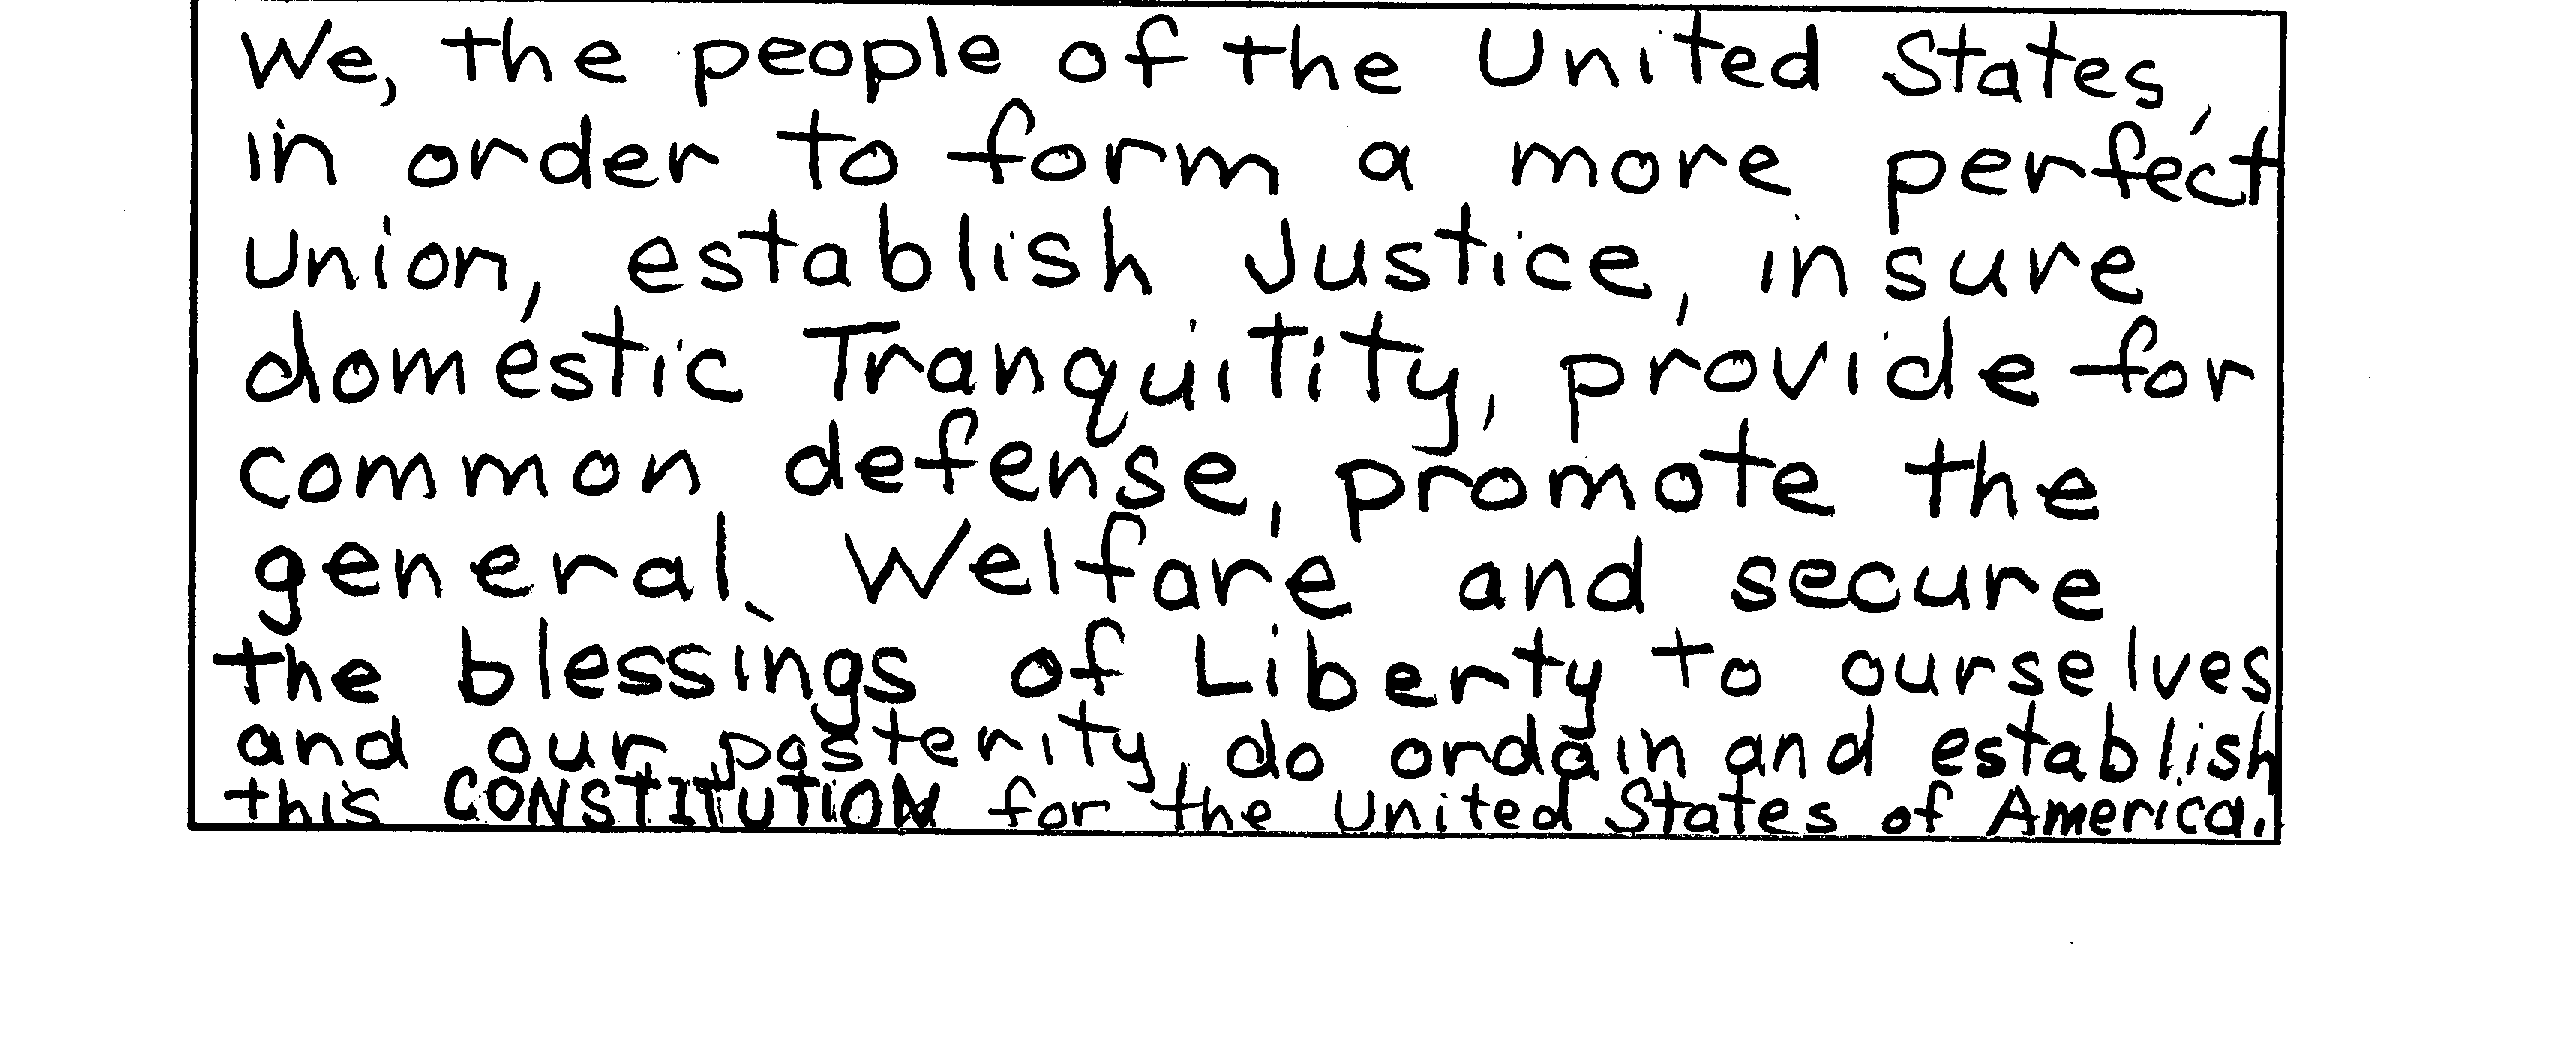 We, the people of the United States,
in order to form a more perfect
Union, establish Justice, insure
domestic Tranquitity, provide for
common defense, promote the
general Welfare and secure
the blessings of Liberty to ourselves
and our posterity, do ordain and establish
this CONSTITUTION for the United States of America.